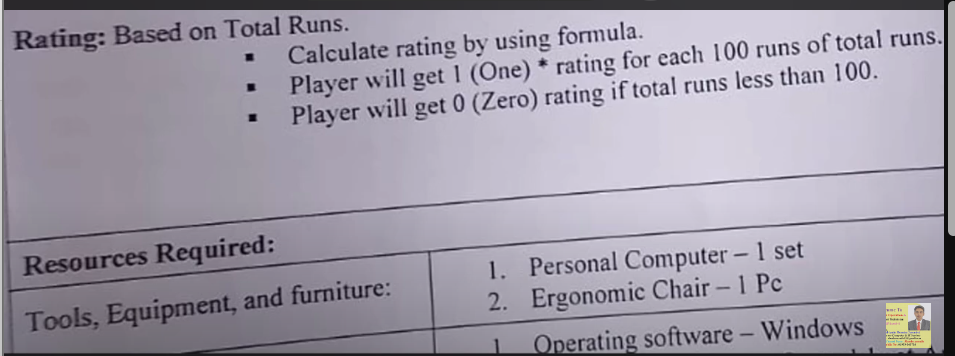 Rating: Based on Total Runs.
▪ Calculate rating by using formula.
▪ Player will get 1 (One) * rating for each 100 runs of total runs.
▪ Player will get 0 (Zero) rating if total runs less than 100.
Resources Required:
Tools, Equipment, and furniture:
1. Personal Computer – 1 set
2. Ergonomic Chair – 1 Pc
1 Operating software – Windows